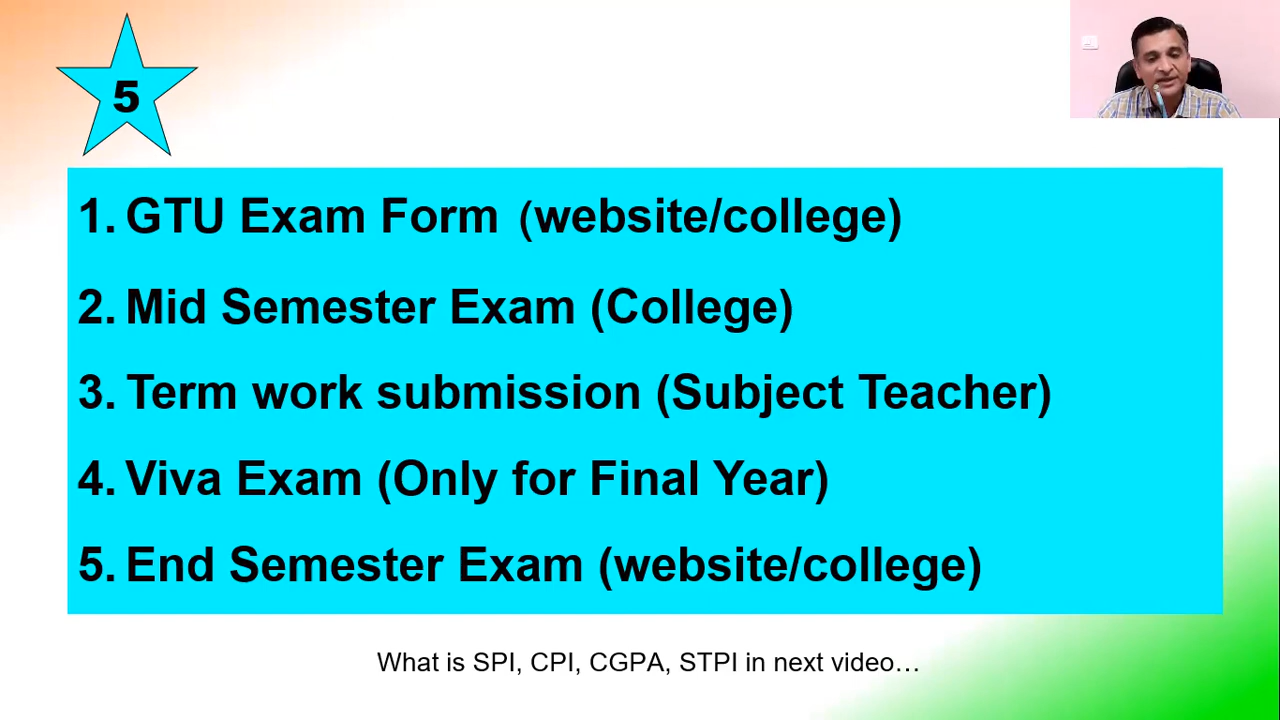 5
1. GTU Exam Form (website/college)
2. Mid Semester Exam (College)
3. Term work submission (Subject Teacher)
4. Viva Exam (Only for Final Year)
5. End Semester Exam (website/college)
What is SPI, CPI, CGPA, STPI in next video…